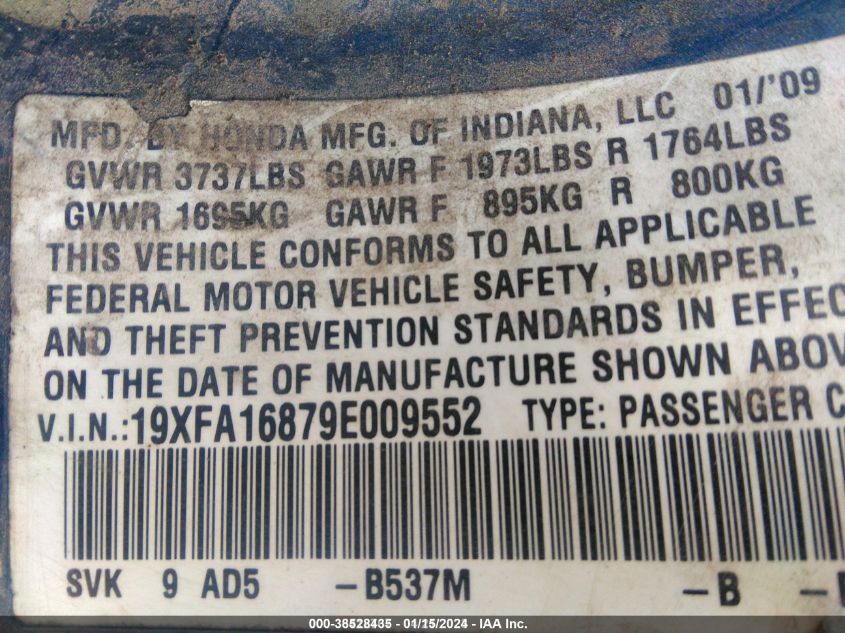 MFD. BY HONDA MFG. OF INDIANA, LLC 01/'09
GVWR 3737LBS GAWR F 1973LBS R 1764LBS
GVWR 1695KG GAWR F 895KG R 800KG
THIS VEHICLE CONFORMS TO ALL APPLICABLE
FEDERAL MOTOR VEHICLE SAFETY, BUMPER,
AND THEFT PREVENTION STANDARDS IN EFFEC
ON THE DATE OF MANUFACTURE SHOWN ABOV
V.I.N.:19XFA16879E009552 TYPE: PASSENGER C
SVK 9 AD5 -B537M -B -
000-38528435 - 01/15/2024 - IAA Inc.